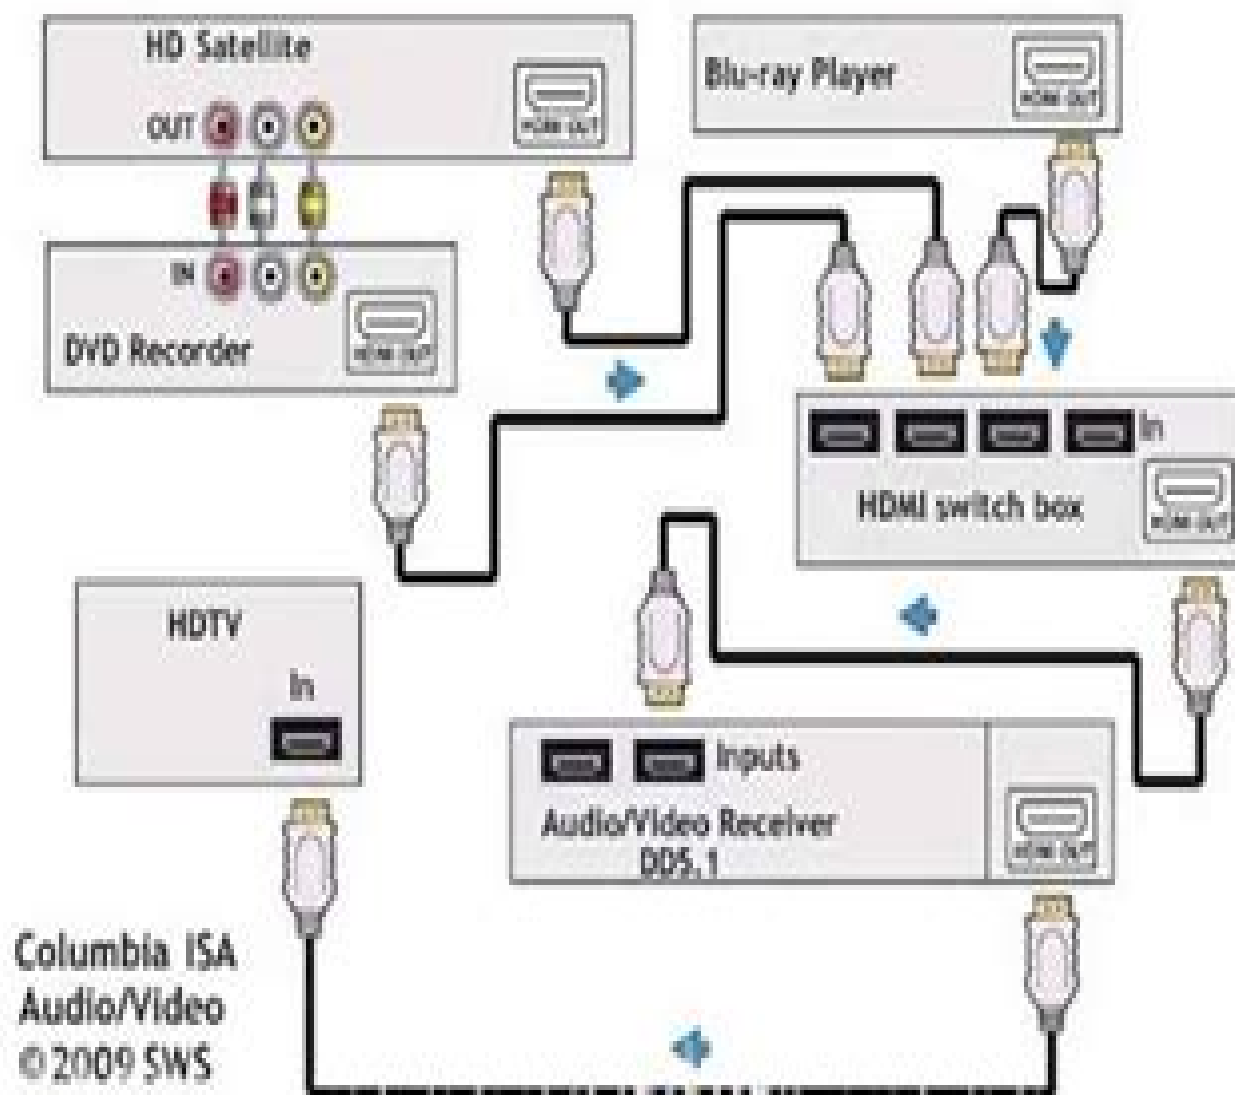 HD Satellite
OUT
HDMI OUT
Blu-ray Player
HDMI OUT
IN
DVD Recorder
HDMI OUT
In
HDMI switch box
HDMI OUT
HDTV
In
Inputs
Audio/Video Receiver
DD5.1
HDMI OUT
Columbia ISA
Audio/Video
©2009 SWS